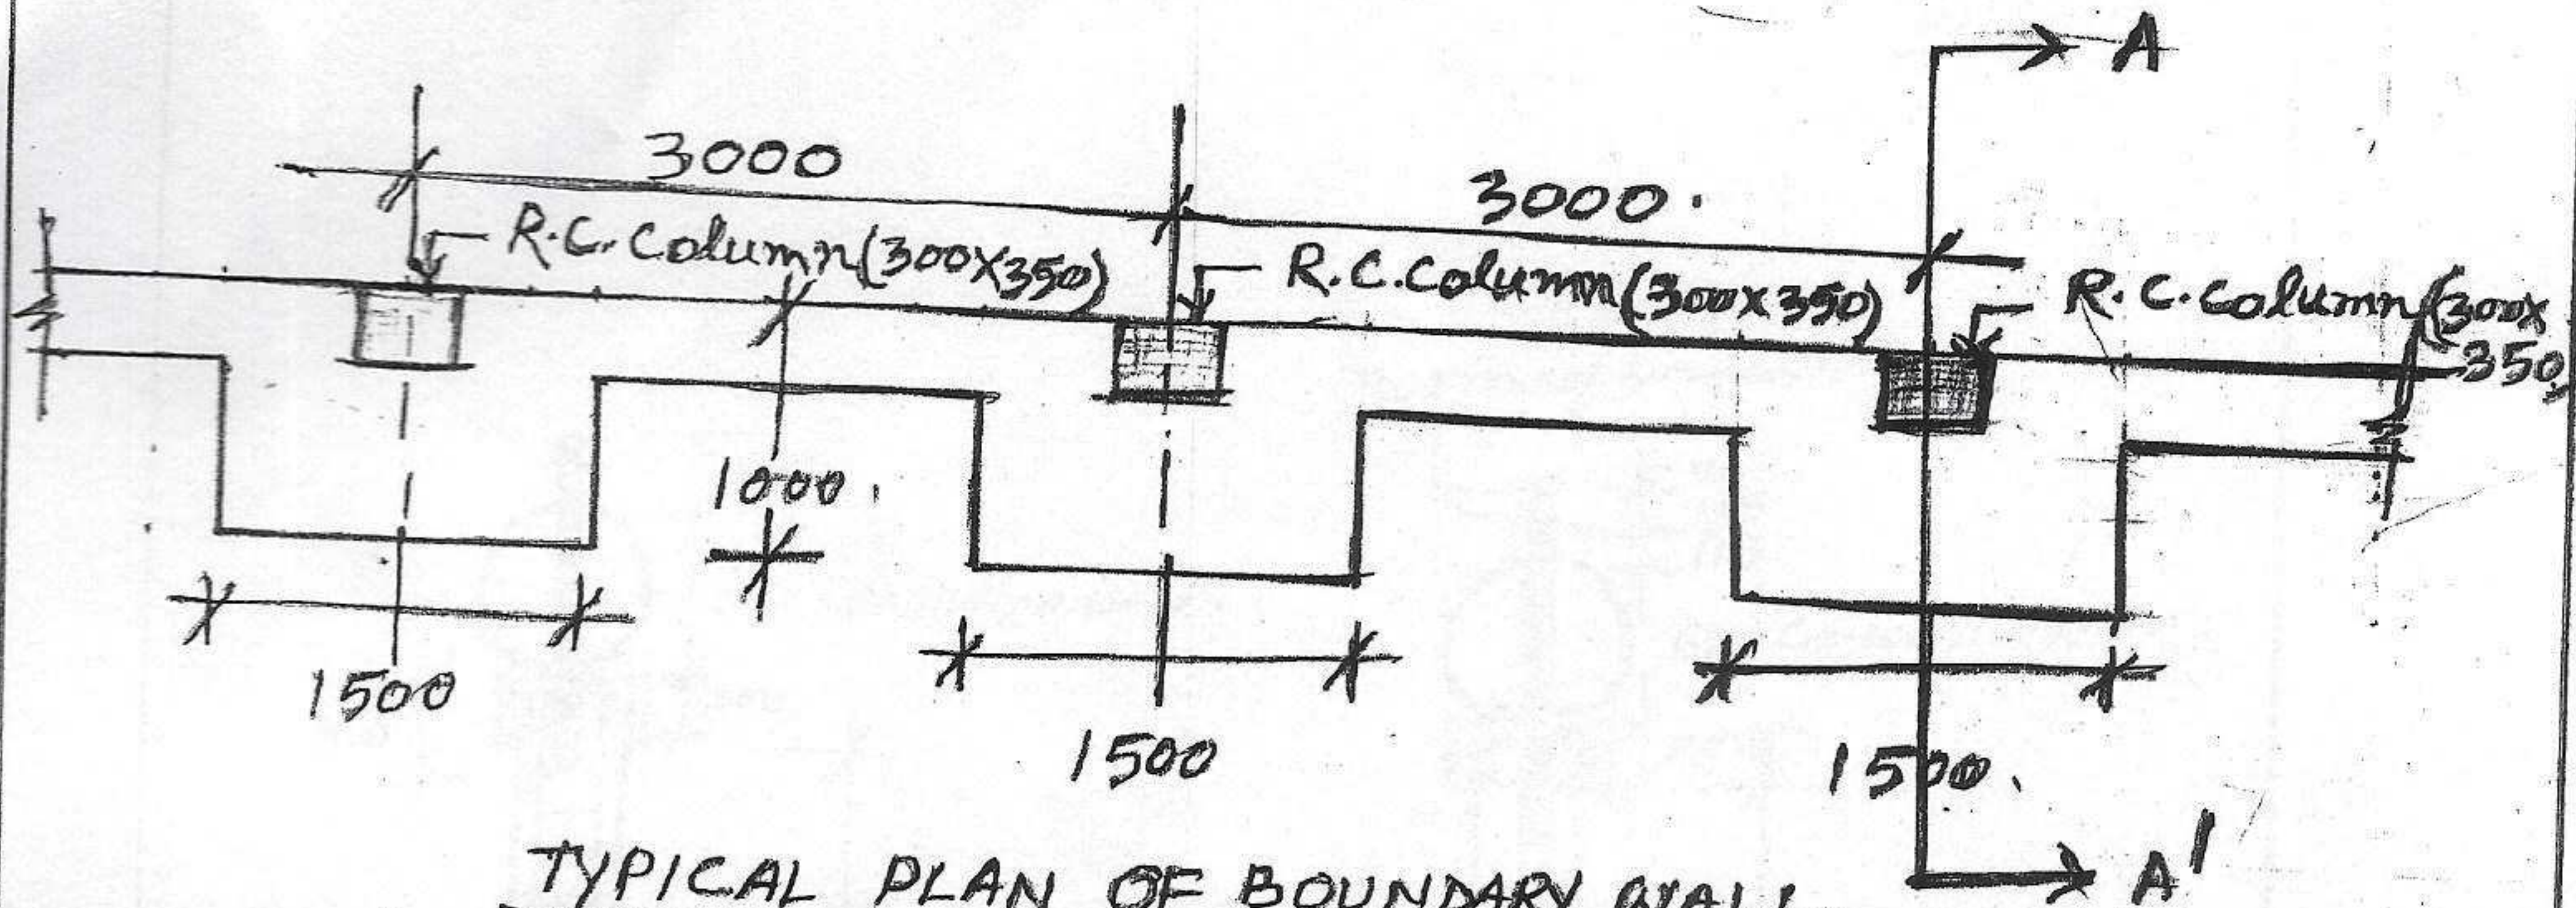 A
3000
3000.
R.C. Column (300x350)
R.C. Column (300x350)
R.C. Column (300x
350)
1000.
1500
1500
1500.
A'
TYPICAL PLAN OF BOUNDARY WALL